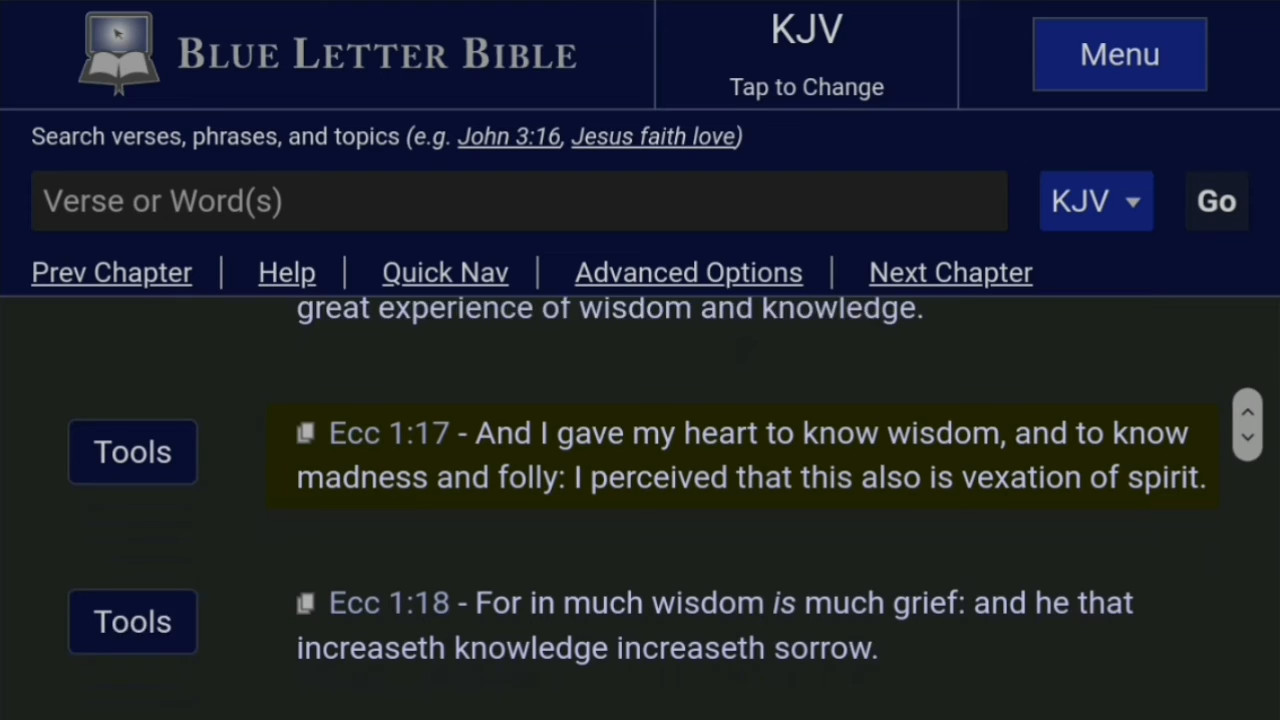 BLUE LETTER BIBLE
KJV
Tap to Change
Menu
Search verses, phrases, and topics (e.g. John 3:16, Jesus faith love)
Verse or Word(s)
KJV
Go
Prev Chapter | Help | Quick Nav | Advanced Options | Next Chapter
great experience of wisdom and knowledge.
Tools
Ecc 1:17 - And I gave my heart to know wisdom, and to know
madness and folly: I perceived that this also is vexation of spirit.
Tools
Ecc 1:18 - For in much wisdom is much grief: and he that
increaseth knowledge increaseth sorrow.